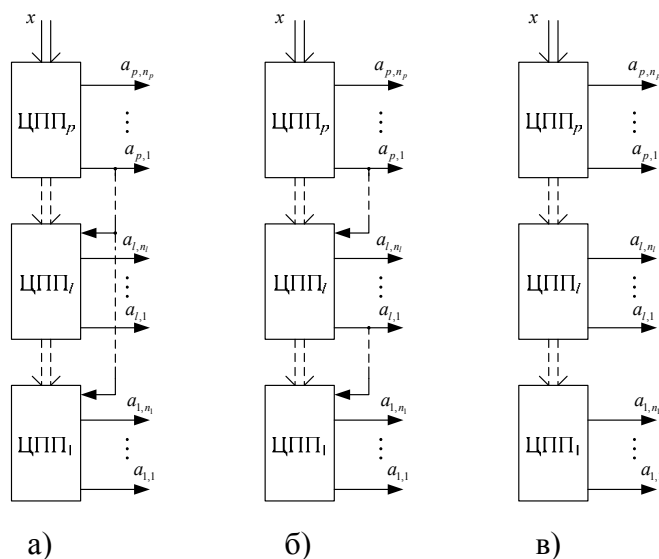 x x x
a_{p,n_p} a_{p,n_p} a_{p,n_p}
ЦПП_p ЦПП_p ЦПП_p
⋮ ⋮ ⋮
a_{p,1} a_{p,1} a_{p,1}
a_{l,n_l} a_{l,n_l} a_{l,n_l}
ЦПП_l ЦПП_l ЦПП_l
⋮ ⋮ ⋮
a_{l,1} a_{l,1} a_{l,1}
a_{1,n_1} a_{1,n_1} a_{1,n_1}
ЦПП_1 ЦПП_1 ЦПП_1
⋮ ⋮ ⋮
a_{1,1} a_{1,1} a_{1,
а) б) в)